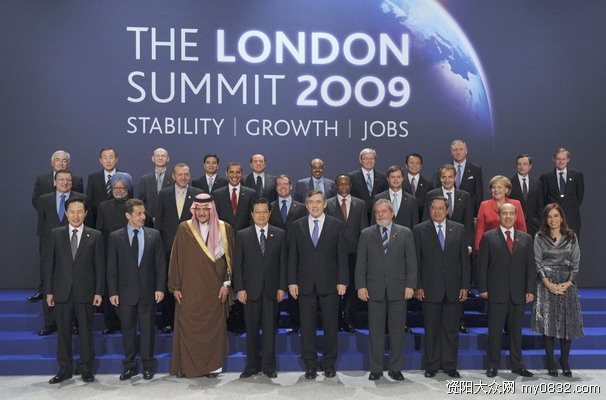 THE LONDON
SUMMIT 2009
STABILITY | GROWTH | JOBS
资阳大众网 my0832.com